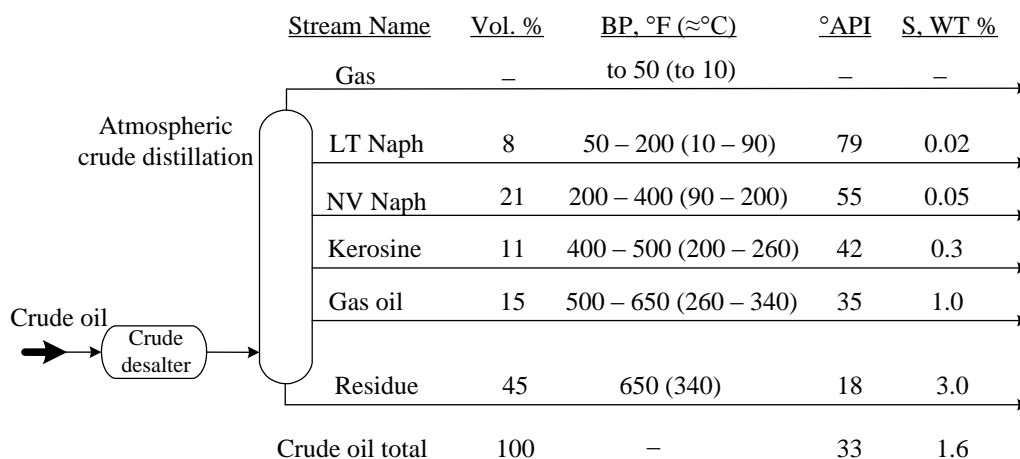 Stream Name Vol. % BP, °F (≈°C) °API S, WT %
Gas – to 50 (to 10) – –
Atmospheric
crude distillation
LT Naph 8 50 – 200 (10 – 90) 79 0.02
NV Naph 21 200 – 400 (90 – 200) 55 0.05
Kerosine 11 400 – 500 (200 – 260) 42 0.3
Gas oil 15 500 – 650 (260 – 340) 35 1.0
Crude oil
Crude
desalter
Residue 45 650 (340) 18 3.0
Crude oil total 100 – 33 1.6